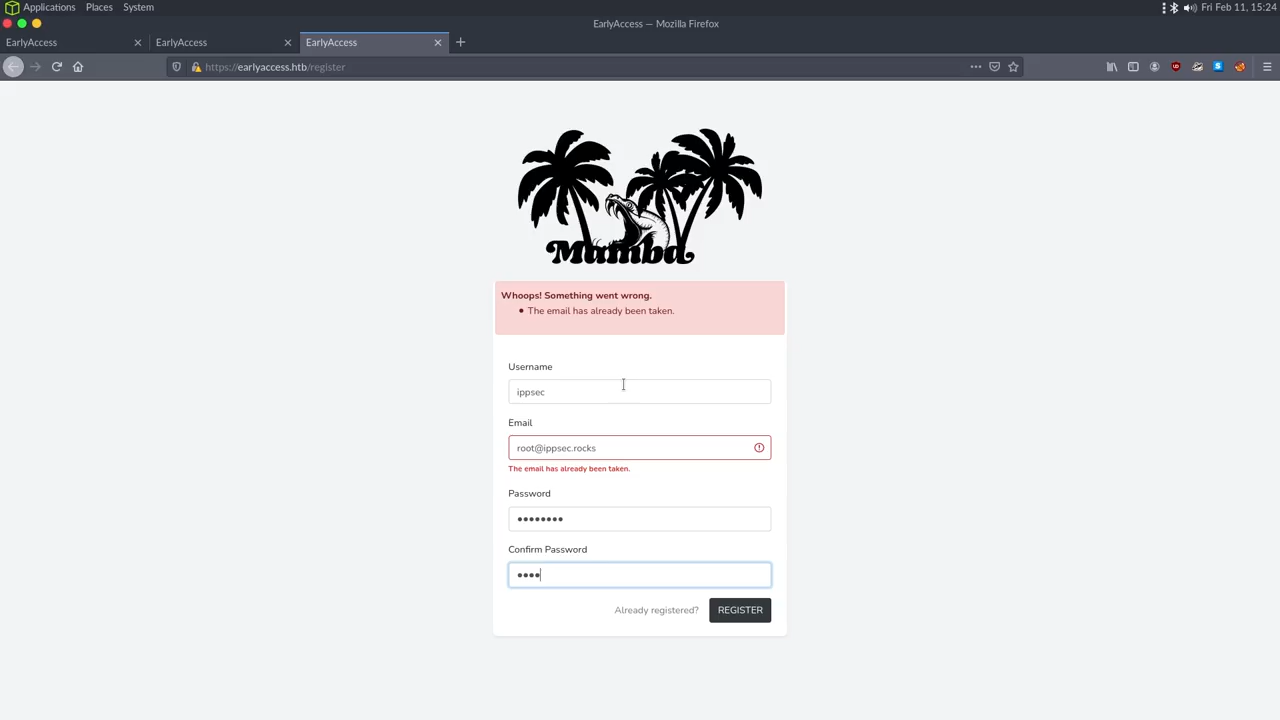 Applications Places System Fri Feb 11, 15:24
EarlyAccess — Mozilla Firefox
EarlyAccess EarlyAccess EarlyAccess
https://earlyaccess.htb/register
Mamba
Whoops! Something went wrong.
The email has already been taken.
Username
ippsec
Email
root@ippsec.rocks
The email has already been taken.
Password
Confirm Password
Already registered? REGISTER